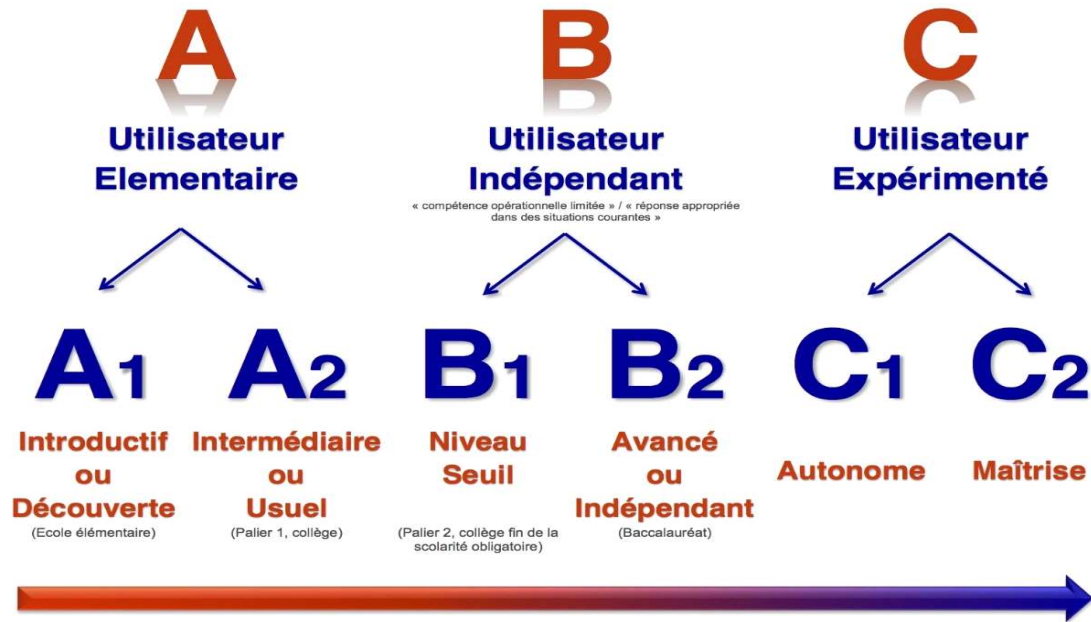 A
Utilisateur
Elementaire
B
Utilisateur
Indépendant
« compétence opérationnelle limitée » / « réponse appropriée
dans des situations courantes »
C
Utilisateur
Expérimenté
A1
Introductif
ou
Découverte
(Ecole élémentaire)
A2
Intermédiaire
ou
Usuel
(Palier 1, collège)
B1
Niveau
Seuil
(Palier 2, collège fin de la
scolarité obligatoire)
B2
Avancé
ou
Indépendant
(Baccalauréat)
C1
Autonome
C2
Maîtrise